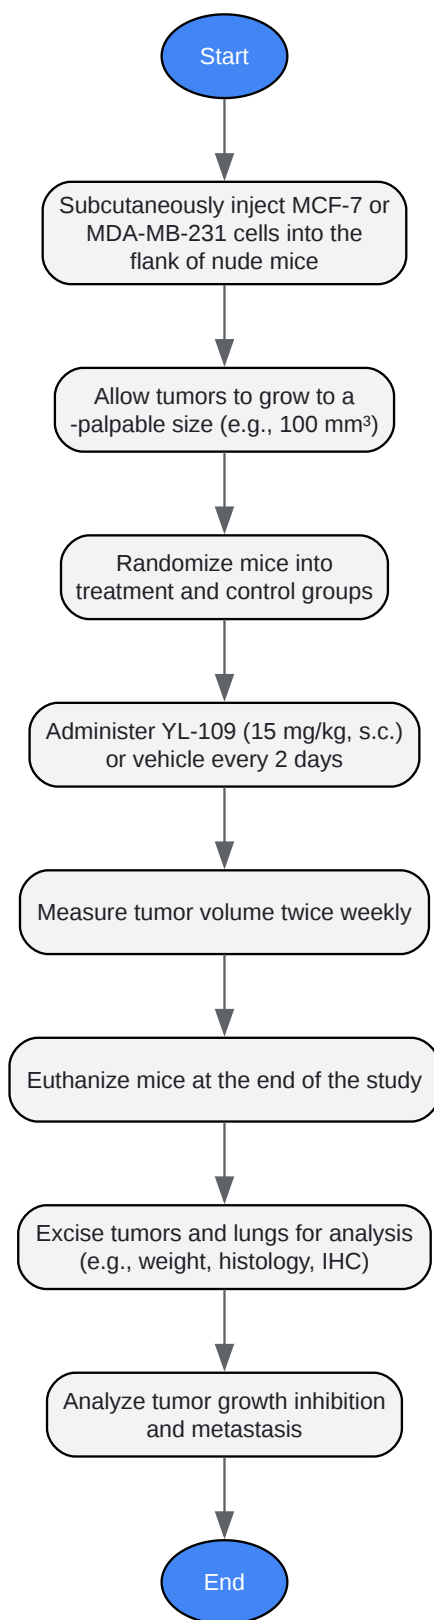 Start
Subcutaneously inject MCF-7 or
MDA-MB-231 cells into the
flank of nude mice
Allow tumors to grow to a
-palpable size (e.g., 100 mm³)
Randomize mice into
treatment and control groups
Administer YL-109 (15 mg/kg, s.c.)
or vehicle every 2 days
Measure tumor volume twice weekly
Euthanize mice at the end of the study
Excise tumors and lungs for analysis
(e.g., weight, histology, IHC)
Analyze tumor growth inhibition
and metastasis
End